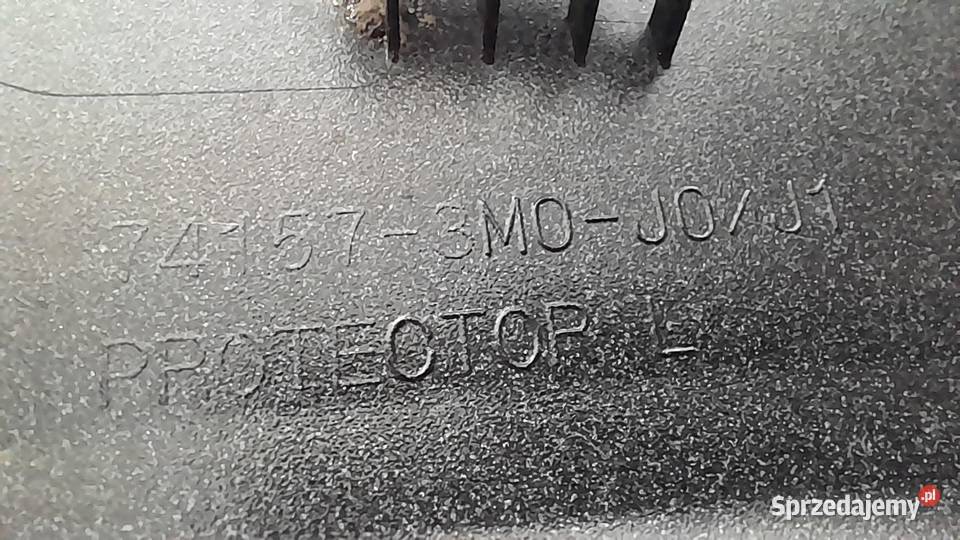 74157-3M0-J0/J1
PROTECTOR L
Sprzedajemy.pl